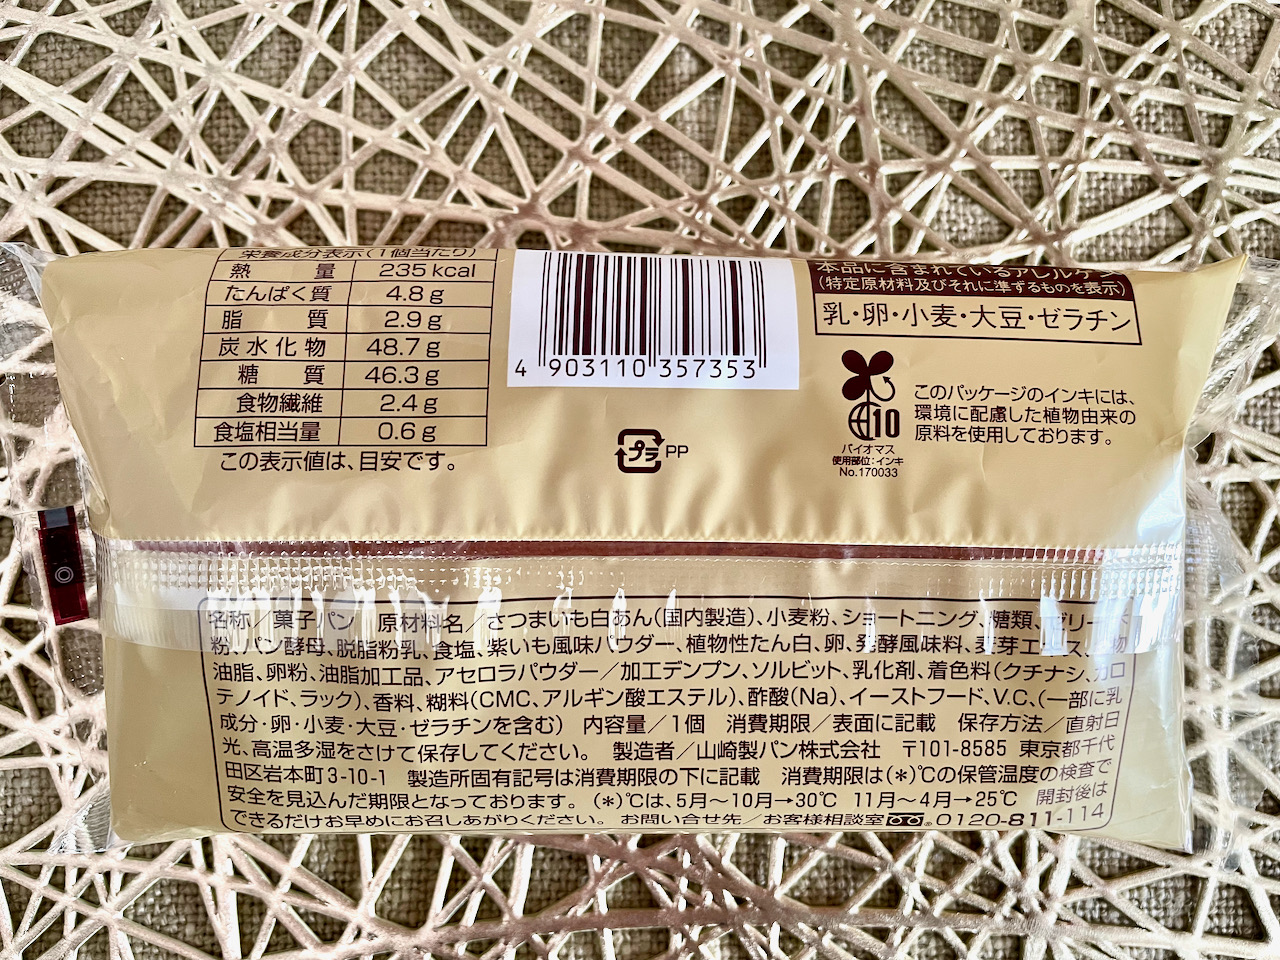 栄養成分表示(1個当たり)
熱量 235kcal
たんぱく質 4.8g
脂質 2.9g
炭水化物 48.7g
糖質 46.3g
食物繊維 2.4g
食塩相当量 0.6g
この表示値は、目安です。
4 903110 357353
プラ PP
本品に含まれているアレルゲン
(特定原材料及びそれに準ずるものを表示)
乳・卵・小麦・大豆・ゼラチン
10
バイオマス
使用部位:インキ
No.170033
このパッケージのインキには、
環境に配慮した植物由来の
原料を使用しております。
名称/菓子パン 原材料名/さつまいも白あん(国内製造)、小麦粉、ショートニング、糖類、ゼリー
粉、パン酵母、脱脂粉乳、食塩、紫いも風味パウダー、植物性たん白、卵、発酵風味料、麦芽エキス、
油脂、卵粉、油脂加工品、アセロラパウダー/加工デンプン、ソルビット、乳化剤、着色料(クチナシ、カロ
テノイド、ラック)、香料、糊料(CMC、アルギン酸エステル)、酢酸(Na)、イーストフード、V.C、(一部に乳
成分・卵・小麦・大豆・ゼラチンを含む) 内容量/1個 消費期限/表面に記載 保存方法/直射日
光、高温多湿をさけて保存してください。 製造者/山崎製パン株式会社 〒101-8585 東京都千代
田区岩本町3-10-1 製造所固有記号は消費期限の下に記載 消費期限は(*)℃の保管温度の検査で
安全を見込んだ期限となっております。(*)℃は、5月~10月→30℃ 11月~4月→25℃ 開封後は
できるだけお早めにお召しあがりください。 お問い合せ先/お客様相談室 0120-811-114